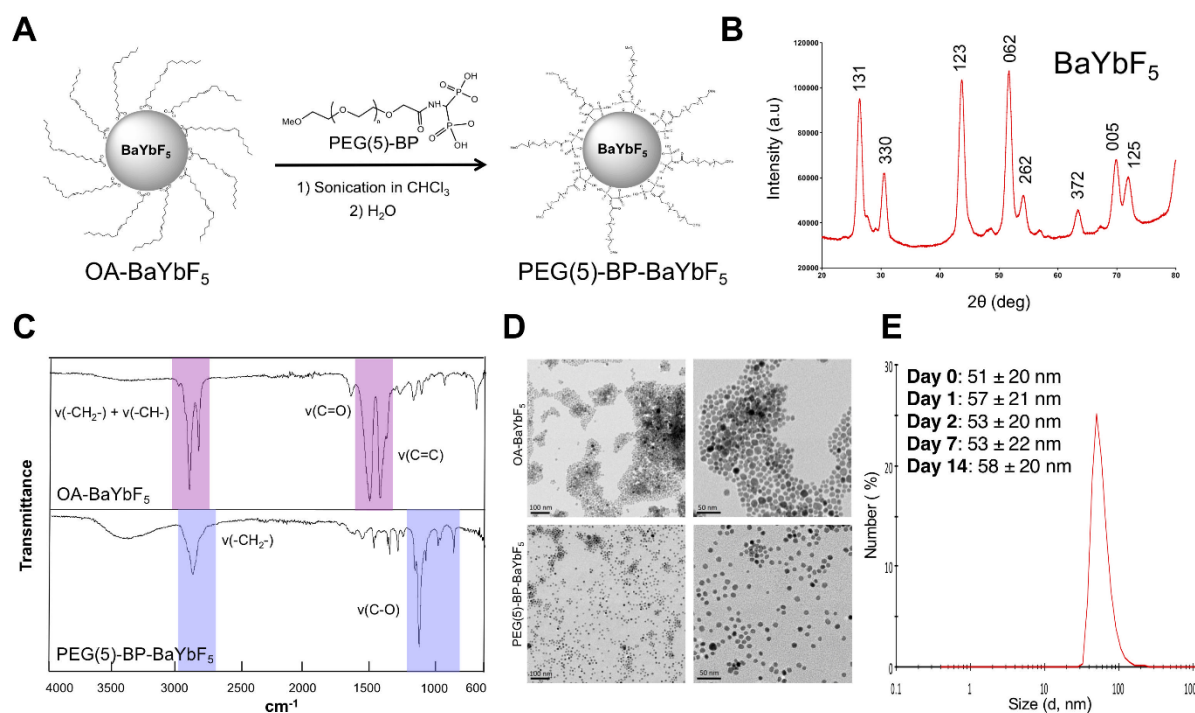 A
BaYbF5
OA-BaYbF5
MeO
O
O
n
O
O
HN
OH
P
O
O
O
P
O
OH
PEG(5)-BP
1) Sonication in CHCl3
2) H2O
BaYbF5
PEG(5)-BP-BaYbF5
B
BaYbF5
Intensity (a.u)
120000
100000
80000
60000
40000
20000
131
330
123
062
262
372
005
125
20
30
40
50
60
70
80
2θ (deg)
C
Transmittance
ν(-CH2-) + ν(-CH-)
ν(C=O)
ν(C=C)
OA-BaYbF5
ν(-CH2-)
ν(C-O)
PEG(5)-BP-BaYbF5
4000
3000
2000
1500
1000
600
cm-1
D
OA-BaYbF5
100 nm
50 nm
PEG(5)-BP-BaYbF5
100 nm
50 nm
E
Day 0: 51 ± 20 nm
Day 1: 57 ± 21 nm
Day 2: 53 ± 20 nm
Day 7: 53 ± 22 nm
Day 14: 58 ± 20 nm
Number ( %)
30
20
10
0
0.1
1
10
100
Size (d, nm)